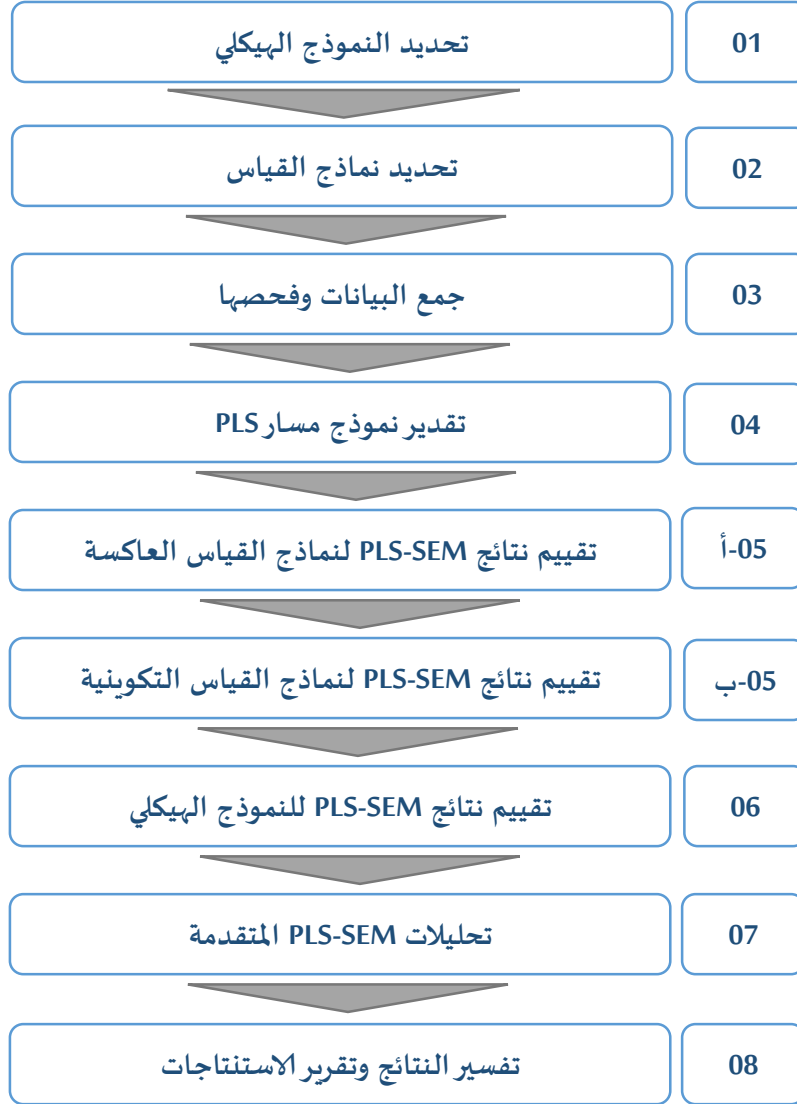 01 تحديد النموذج الهيكلي
02 تحديد نماذج القياس
03 جمع البيانات وفحصها
04 تقدير نموذج مسار PLS
05-أ تقييم نتائج PLS-SEM لنماذج القياس العاكسة
05-ب تقييم نتائج PLS-SEM لنماذج القياس التكوينية
06 تقييم نتائج PLS-SEM للنموذج الهيكلي
07 تحليلات PLS-SEM المتقدمة
08 تفسير النتائج وتقرير الاستنتاجات